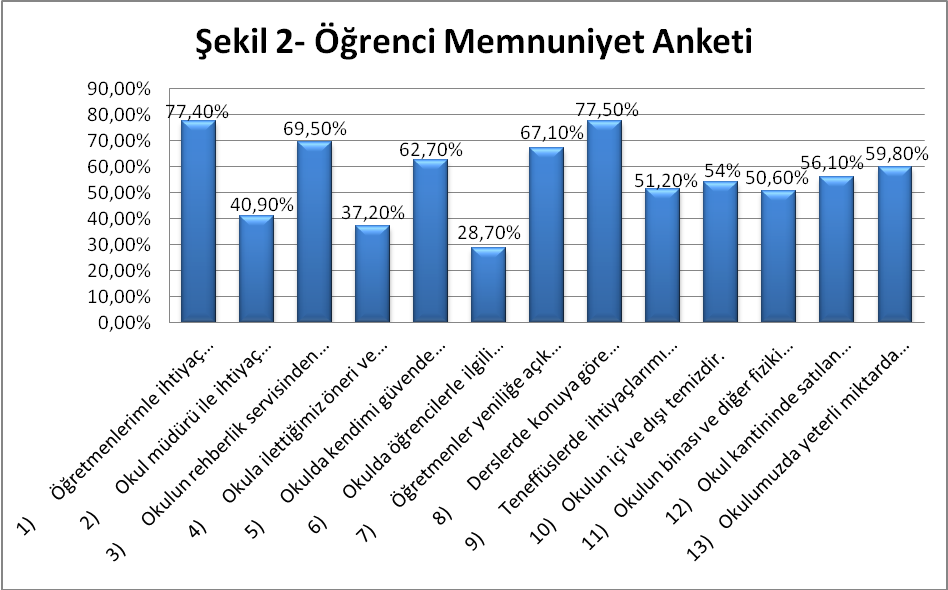 Şekil 2- Öğrenci Memnuniyet Anketi
90,00%
80,00%
70,00%
60,00%
50,00%
40,00%
30,00%
20,00%
10,00%
0,00%
77,40%
40,90%
69,50%
37,20%
62,70%
28,70%
67,10%
77,50%
51,20%
54%
50,60%
56,10%
59,80%
1) Öğretmenlerimle ihtiyaç...
2) Okul müdürü ile ihtiyaç...
3) Okulun rehberlik servisinden...
4) Okula ilettiğimiz öneri ve...
5) Okulda kendimi güvende...
6) Okulda öğrencilerle ilgili...
7) Öğretmenler yeniliğe açık...
8) Derslerde konuya göre...
9) Teneffüslerde ihtiyaçlarımı...
10) Okulun içi ve dışı temizdir.
11) Okulun binası ve diğer fiziki...
12) Okul kantininde satılan...
13) Okulumuzda yeterli miktarda...